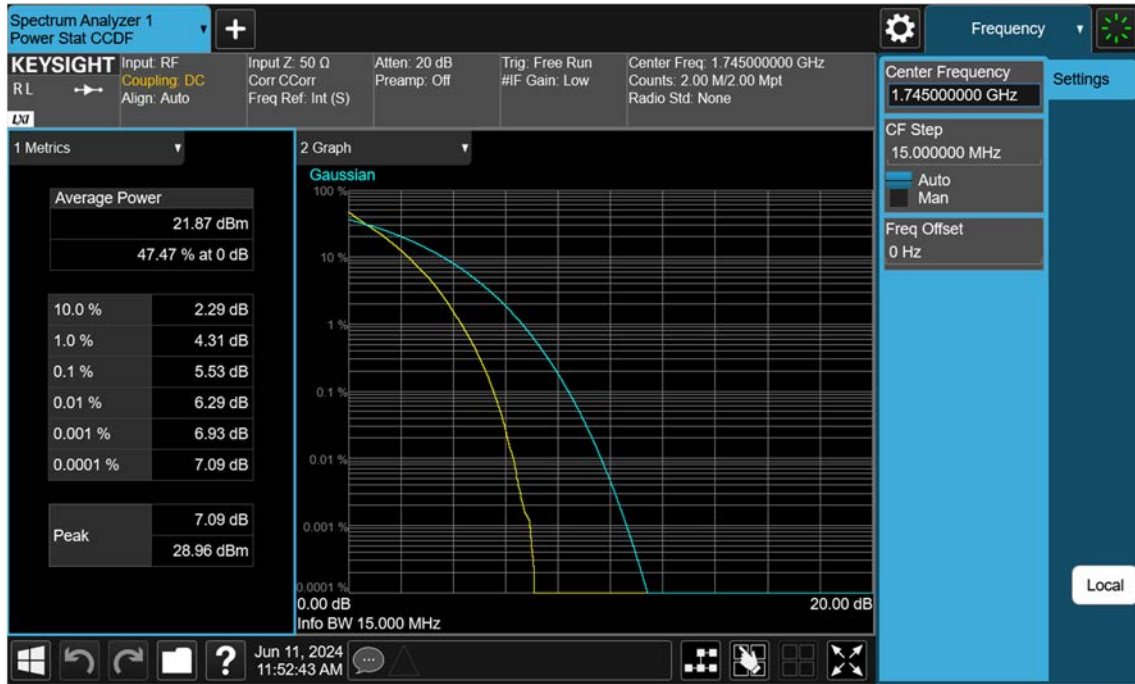 Spectrum Analyzer 1
Power Stat CCDF
Frequency
KEYSIGHT
RL
LXI
Input: RF
Coupling: DC
Align: Auto
Input Z: 50 Ω
Corr CCorr
Freq Ref: Int (S)
Atten: 20 dB
Preamp: Off
Trig: Free Run
#IF Gain: Low
Center Freq: 1.745000000 GHz
Counts: 2.00 M/2.00 Mpt
Radio Std: None
Center Frequency
1.745000000 GHz
Settings
CF Step
15.000000 MHz
Auto
Man
Freq Offset
0 Hz
Local
1 Metrics
Average Power
21.87 dBm
47.47 % at 0 dB
10.0 % 2.29 dB
1.0 % 4.31 dB
0.1 % 5.53 dB
0.01 % 6.29 dB
0.001 % 6.93 dB
0.0001 % 7.09 dB
Peak
7.09 dB
28.96 dBm
2 Graph
Gaussian
100 %
10 %
1 %
0.1 %
0.01 %
0.001 %
0.0001 %
0.00 dB 20.00 dB
Info BW 15.000 MHz
?
Jun 11, 2024
11:52:43 AM